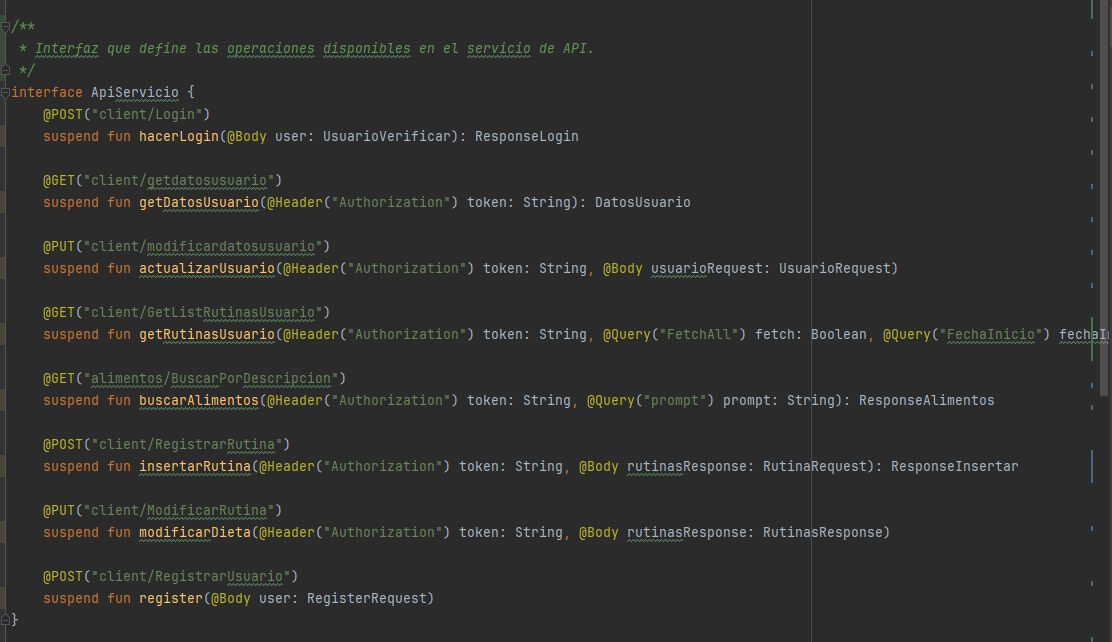 /**
 * Interfaz que define las operaciones disponibles en el servicio de API.
 */
interface ApiServicio {
    @POST("client/Login")
    suspend fun hacerLogin(@Body user: UsuarioVerificar): ResponseLogin
    @GET("client/getdatosusuario")
    suspend fun getDatosUsuario(@Header("Authorization") token: String): DatosUsuario
    @PUT("client/modificardatosusuario")
    suspend fun actualizarUsuario(@Header("Authorization") token: String, @Body usuarioRequest: UsuarioRequest)
    @GET("client/GetListRutinasUsuario")
    suspend fun getRutinasUsuario(@Header("Authorization") token: String, @Query("FetchAll") fetch: Boolean, @Query("FechaInicio")
    @GET("alimentos/BuscarPorDescripcion")
    suspend fun buscarAlimentos(@Header("Authorization") token: String, @Query("prompt") prompt: String): ResponseAlimentos
    @POST("client/RegistrarRutina")
    suspend fun insertarRutina(@Header("Authorization") token: String, @Body rutinasResponse: RutinaRequest): ResponseInsertar
    @PUT("client/ModificarRutina")
    suspend fun modificarDieta(@Header("Authorization") token: String, @Body rutinasResponse: RutinasResponse)
    @POST("client/RegistrarUsuario")
    suspend fun register(@Body user: RegisterRequest)
}